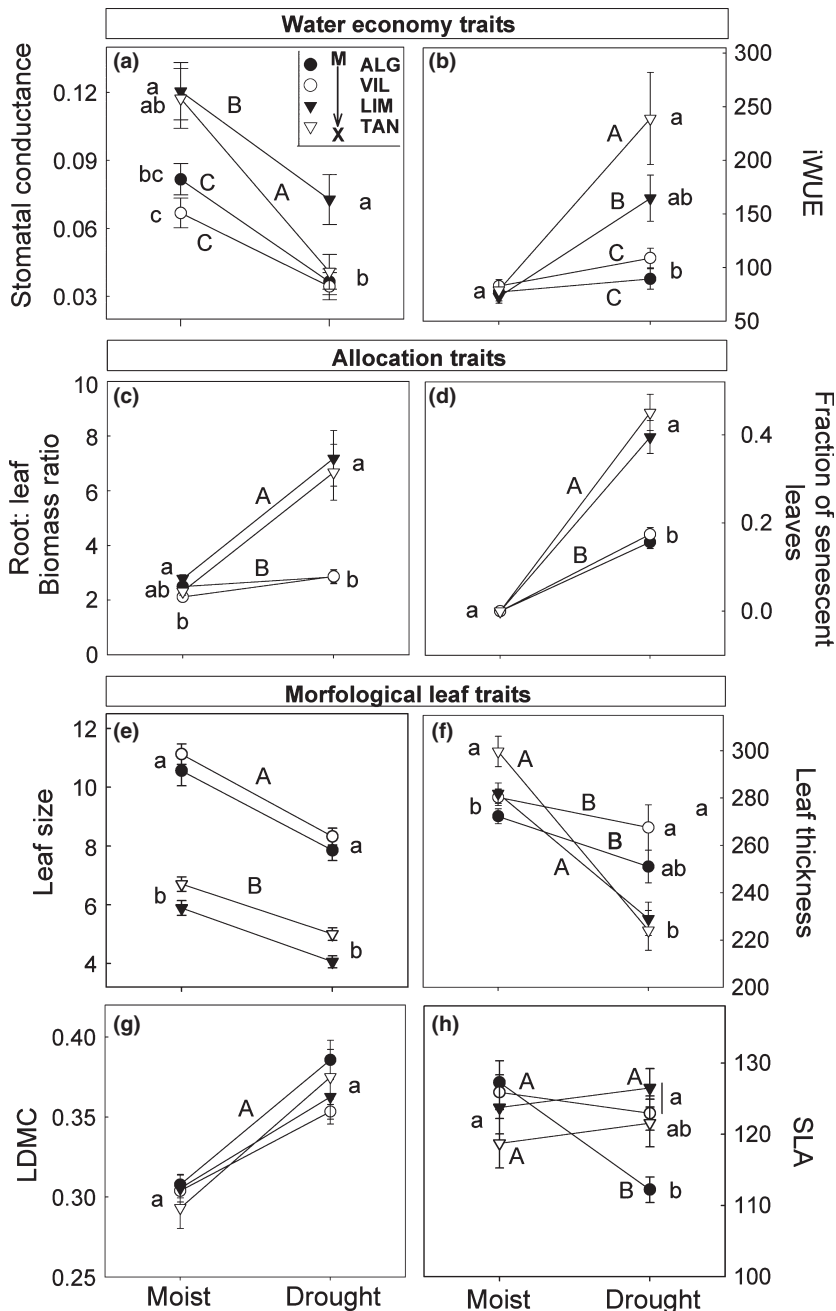 Water economy traits
(a)
M
ALG
VIL
LIM
X
TAN
Stomatal conductance
0.12
0.09
0.06
0.03
a
ab
bc
c
B
A
C
C
a
b
(b)
iWUE
300
250
200
150
100
50
a
A
B
C
C
a
ab
b
Allocation traits
(c)
Root: leaf
Biomass ratio
10
8
6
4
2
0
a
ab
b
A
B
a
b
(d)
Fraction of senescent
leaves
0.4
0.2
0.0
a
A
B
a
b
Morfological leaf traits
(e)
Leaf size
12
10
8
6
4
a
b
A
B
a
b
(f)
Leaf thickness
300
280
260
240
220
200
a
b
A
B
B
A
a
a
ab
b
(g)
LDMC
0.40
0.35
0.30
0.25
a
A
a
Moist
Drought
(h)
SLA
130
120
110
100
a
A
A
A
B
a
ab
b
Moist
Drought